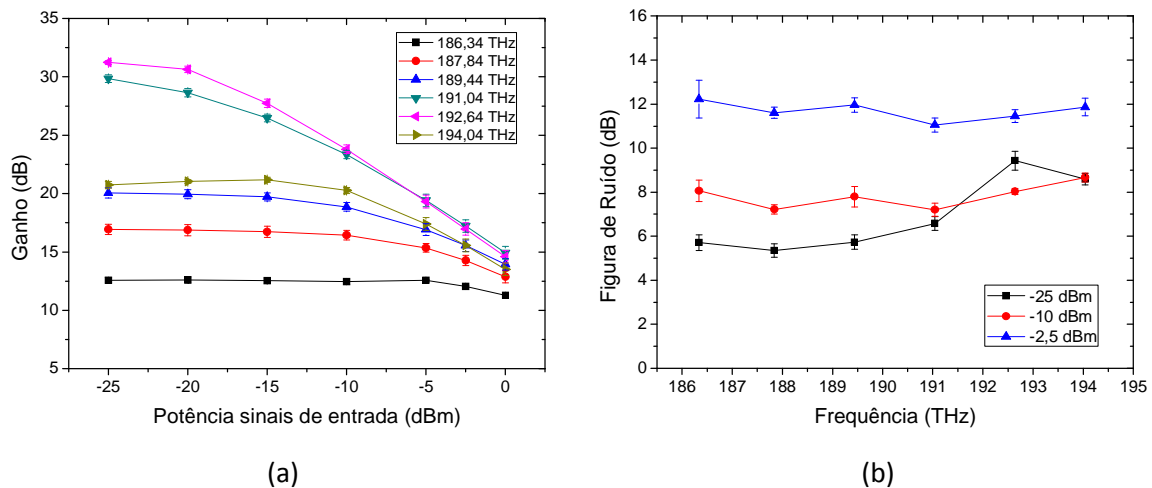 35
30
25
20
15
10
5
Ganho (dB)
-25 -20 -15 -10 -5 0
Potência sinais de entrada (dBm)
186,34 THz
187,84 THz
189,44 THz
191,04 THz
192,64 THz
194,04 THz
(a)
16
14
12
10
8
6
4
2
0
Figura de Ruído (dB)
186 187 188 189 190 191 192 193 194 195
Frequência (THz)
-25 dBm
-10 dBm
-2,5 dBm
(b)